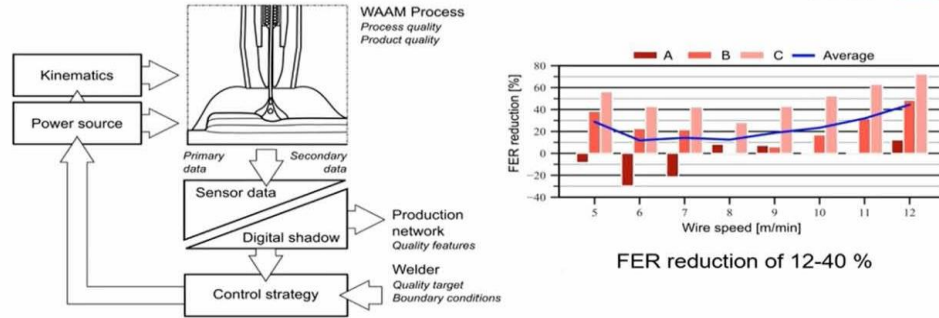 WAAM Process
Process quality
Product quality
Kinematics
Power source
Primary data
Secondary data
Sensor data
Digital shadow
Production network
Quality features
Welder
Quality target
Boundary conditions
Control strategy
A B C Average
FER reduction [%]
80
60
40
20
0
−20
−40
5 6 7 8 9 10 11 12
Wire speed [m/min]
FER reduction of 12-40 %